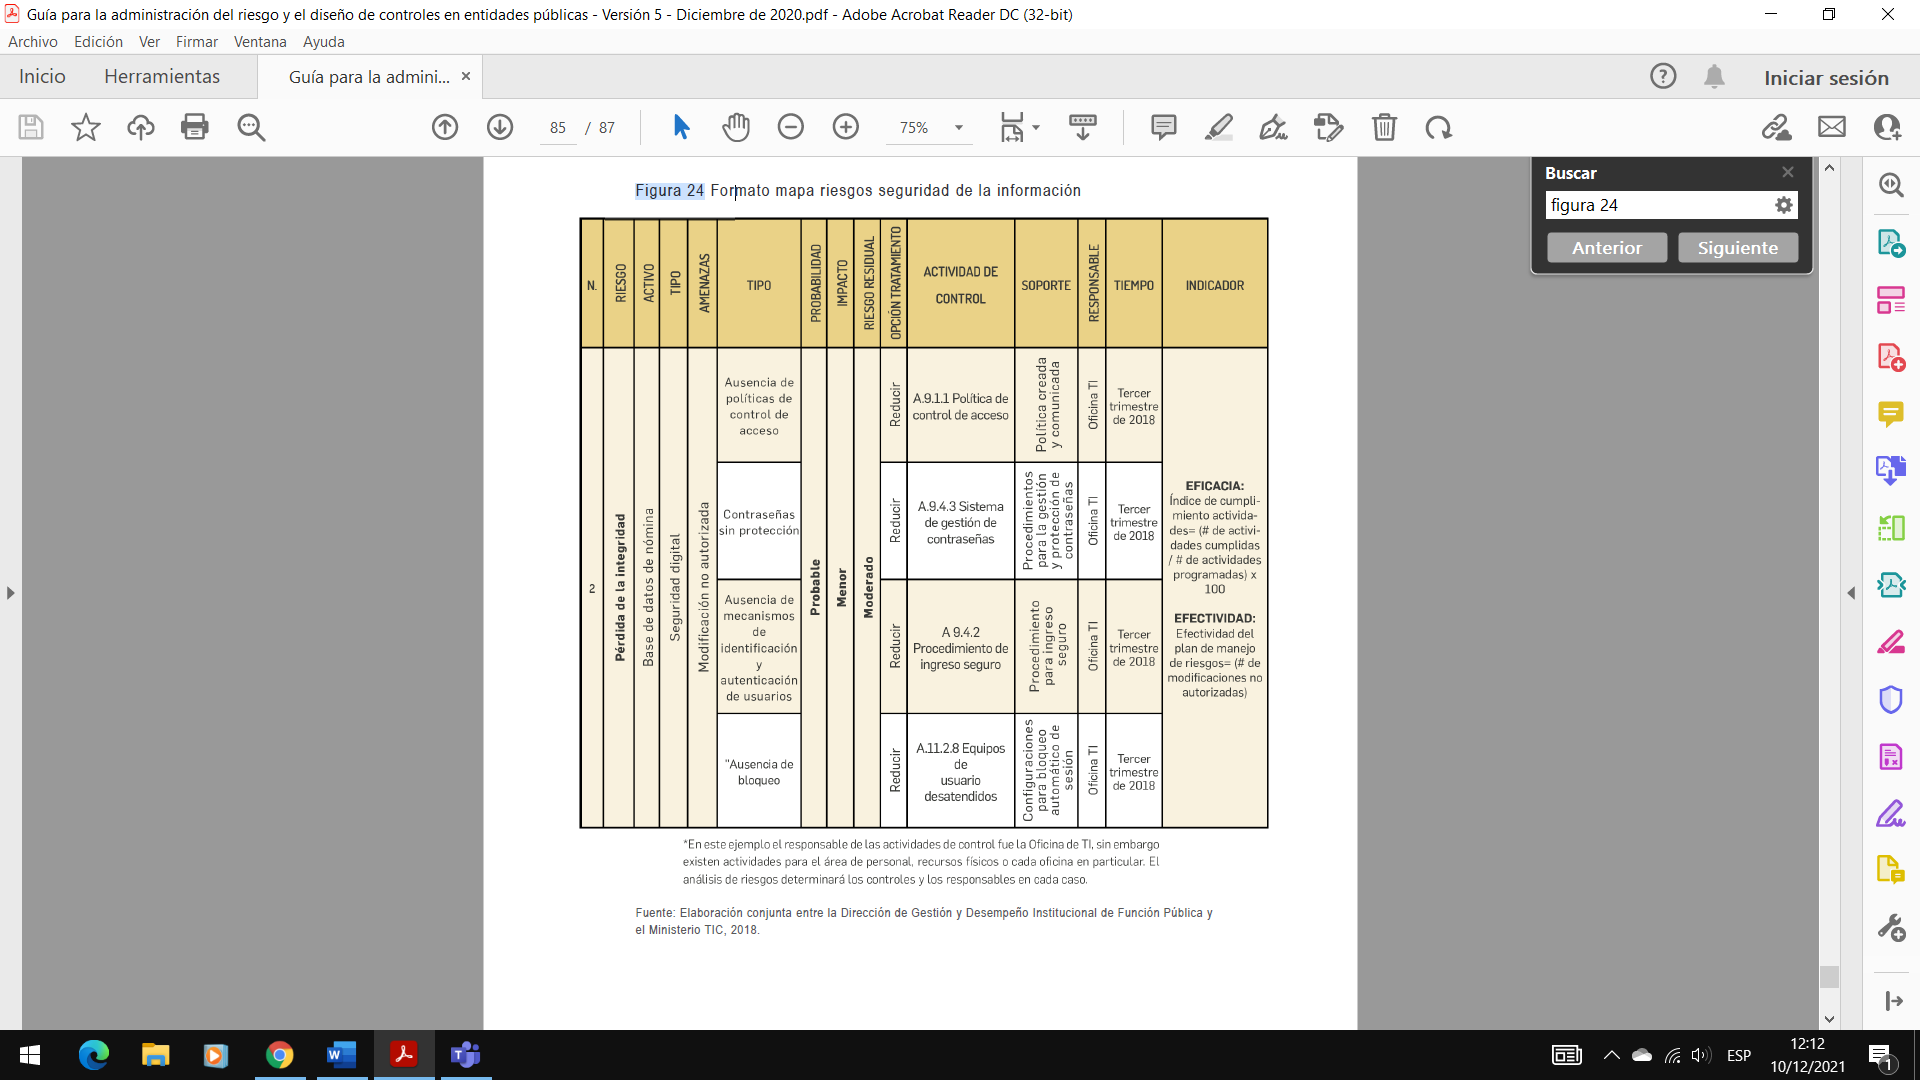 Guía para la administración del riesgo y el diseño de controles en entidades públicas - Versión 5 - Diciembre de 2020.pdf - Adobe Acrobat Reader DC (32-bit)
Archivo Edición Ver Firmar Ventana Ayuda
Inicio Herramientas Guía para la admini... × Iniciar sesión
85 / 87 75%
Buscar
figura 24
Anterior Siguiente
Figura 24 Formato mapa riesgos seguridad de la información
N. RIESGO ACTIVO TIPO AMENAZAS TIPO PROBABILIDAD IMPACTO RIESGO RESIDUAL OPCIÓN TRATAMIENTO ACTIVIDAD DE CONTROL SOPORTE RESPONSABLE TIEMPO INDICADOR
2
Pérdida de la integridad
Base de datos de nómina
Seguridad digital
Modificación no autorizada
Ausencia de
políticas de
control de
acceso
Contraseñas
sin protección
Ausencia de
mecanismos
de
identificación
y
autenticación
de usuarios
"Ausencia de
bloqueo
Probable
Menor
Moderado
Reducir
A.9.1.1 Política de
control de acceso
Política creada
y comunicada
Oficina TI
Tercer
trimestre
de 2018
Reducir
A.9.4.3 Sistema
de gestión de
contraseñas
Procedimientos
para la gestión
y protección de
contraseñas
Oficina TI
Tercer
trimestre
de 2018
Reducir
A 9.4.2
Procedimiento de
ingreso seguro
Procedimiento
para ingreso
seguro
Oficina TI
Tercer
trimestre
de 2018
Reducir
A.11.2.8 Equipos
de
usuario
desatendidos
Configuraciones
para bloqueo
automático de
sesión
Oficina TI
Tercer
trimestre
de 2018
EFICACIA:
Índice de cumpli-
miento activida-
des= (# de activi-
dades cumplidas
/ # de actividades
programadas) x
100
EFECTIVIDAD:
Efectividad del
plan de manejo
de riesgos= (# de
modificaciones no
autorizadas)
*En este ejemplo el responsable de las actividades de control fue la Oficina de TI, sin embargo
existen actividades para el área de personal, recursos físicos o cada oficina en particular. El
análisis de riesgos determinará los controles y los responsables en cada caso.
Fuente: Elaboración conjunta entre la Dirección de Gestión y Desempeño Institucional de Función Pública y
el Ministerio TIC, 2018.
ESP
12:12
10/12/2021
1